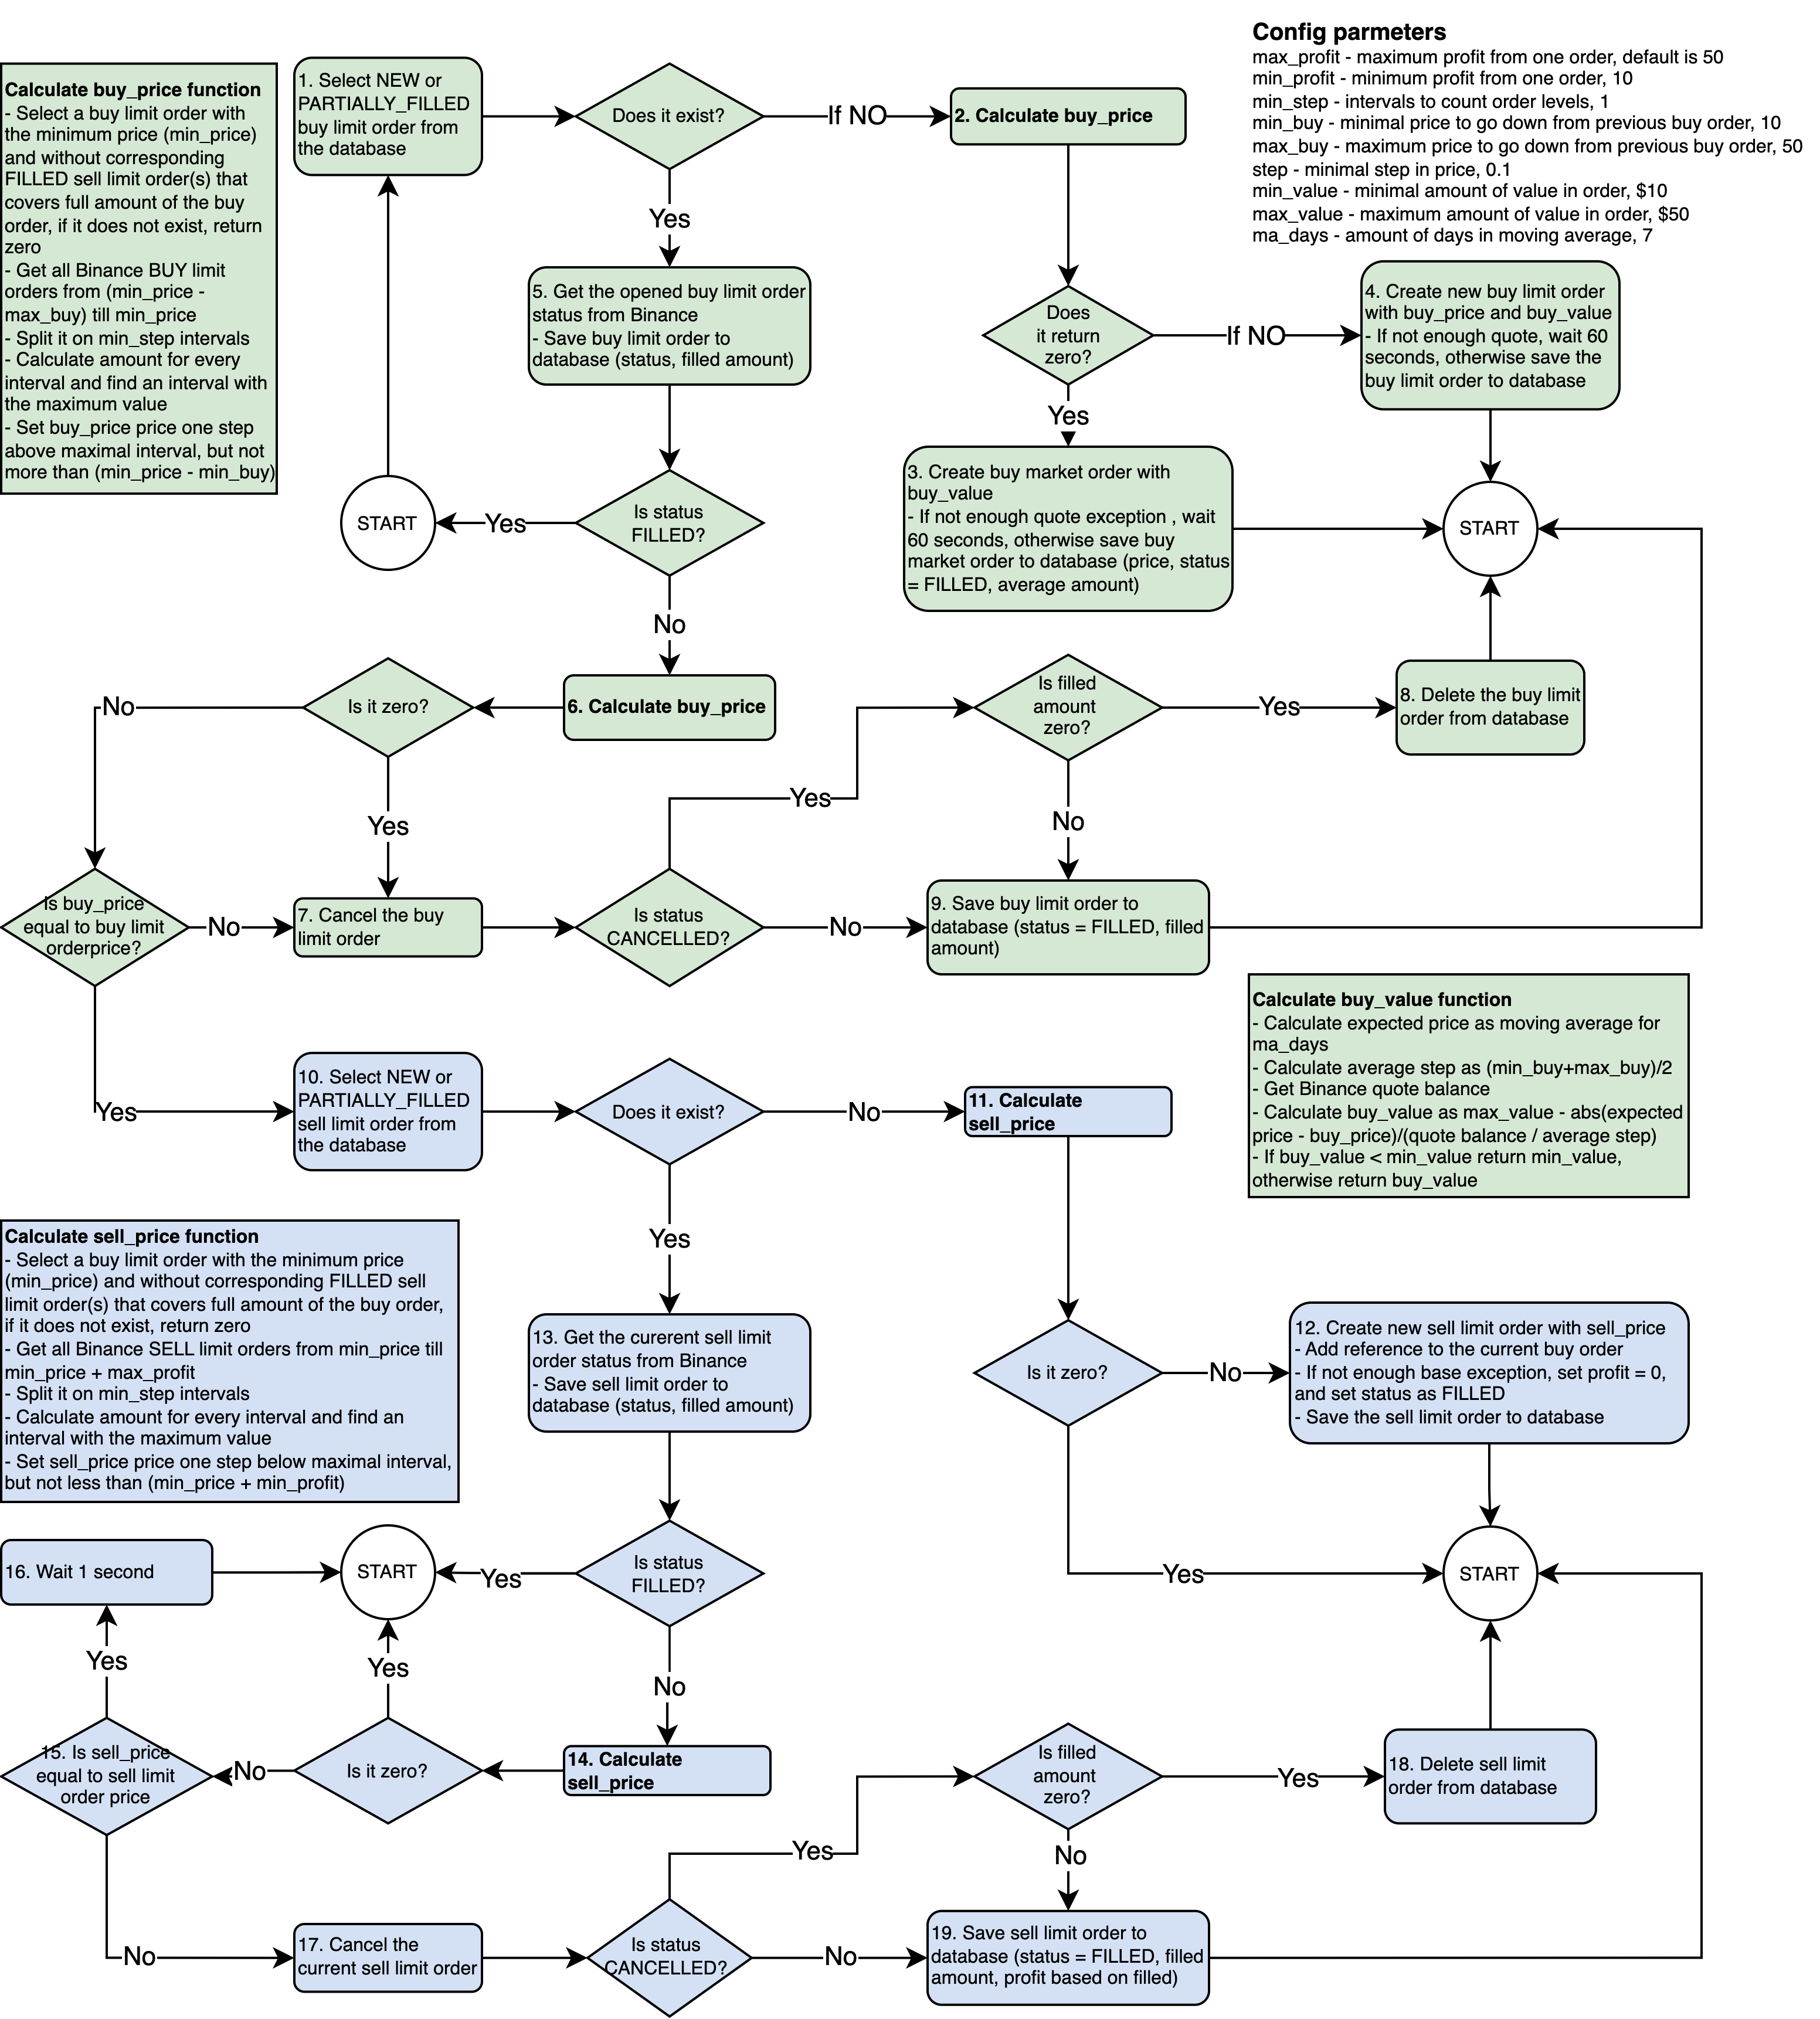 Config parmeters
max_profit - maximum profit from one order, default is 50
min_profit - minimum profit from one order, 10
min_step - intervals to count order levels, 1
min_buy - minimal price to go down from previous buy order, 10
max_buy - maximum price to go down from previous buy order, 50
step - minimal step in price, 0.1
min_value - minimal amount of value in order, $10
max_value - maximum amount of value in order, $50
ma_days - amount of days in moving average, 7
Calculate buy_price function
- Select a buy limit order with
the minimum price (min_price)
and without corresponding
FILLED sell limit order(s) that
covers full amount of the buy
order, if it does not exist, return
zero
- Get all Binance BUY limit
orders from (min_price -
max_buy) till min_price
- Split it on min_step intervals
- Calculate amount for every
interval and find an interval with
the maximum value
- Set buy_price price one step
above maximal interval, but not
more than (min_price - min_buy)
1. Select NEW or
PARTIALLY_FILLED
buy limit order from
the database
Does it exist?
If NO
2. Calculate buy_price
Yes
5. Get the opened buy limit order
status from Binance
- Save buy limit order to
database (status, filled amount)
Does
it return
zero?
If NO
4. Create new buy limit order
with buy_price and buy_value
- If not enough quote, wait 60
seconds, otherwise save the
buy limit order to database
Yes
3. Create buy market order with
buy_value
- If not enough quote exception , wait
60 seconds, otherwise save buy
market order to database (price, status
= FILLED, average amount)
START
Yes
Is status
FILLED?
START
No
No
Is it zero?
6. Calculate buy_price
Is filled
amount
zero?
Yes
8. Delete the buy limit
order from database
Yes
Yes
No
Is buy_price
equal to buy limit
orderprice?
No
7. Cancel the buy
limit order
Is status
CANCELLED?
No
9. Save buy limit order to
database (status = FILLED, filled
amount)
Calculate buy_value function
- Calculate expected price as moving average for
ma_days
- Calculate average step as (min_buy+max_buy)/2
- Get Binance quote balance
- Calculate buy_value as max_value - abs(expected
price - buy_price)/(quote balance / average step)
- If buy_value < min_value return min_value,
otherwise return buy_value
Yes
10. Select NEW or
PARTIALLY_FILLED
sell limit order from
the database
Does it exist?
No
11. Calculate
sell_price
Calculate sell_price function
- Select a buy limit order with the minimum price
(min_price) and without corresponding FILLED sell
limit order(s) that covers full amount of the buy order,
if it does not exist, return zero
- Get all Binance SELL limit orders from min_price till
min_price + max_profit
- Split it on min_step intervals
- Calculate amount for every interval and find an
interval with the maximum value
- Set sell_price price one step below maximal interval,
but not less than (min_price + min_profit)
Yes
13. Get the curerent sell limit
order status from Binance
- Save sell limit order to
database (status, filled amount)
Is it zero?
No
12. Create new sell limit order with sell_price
- Add reference to the current buy order
- If not enough base exception, set profit = 0,
and set status as FILLED
- Save the sell limit order to database
16. Wait 1 second
START
Yes
Is status
FILLED?
Yes
START
Yes
Yes
No
15. Is sell_price
equal to sell limit
order price
No
Is it zero?
14. Calculate
sell_price
Is filled
amount
zero?
Yes
18. Delete sell limit
order from database
Yes
No
No
17. Cancel the
current sell limit order
Is status
CANCELLED?
No
19. Save sell limit order to
database (status = FILLED, filled
amount, profit based on filled)